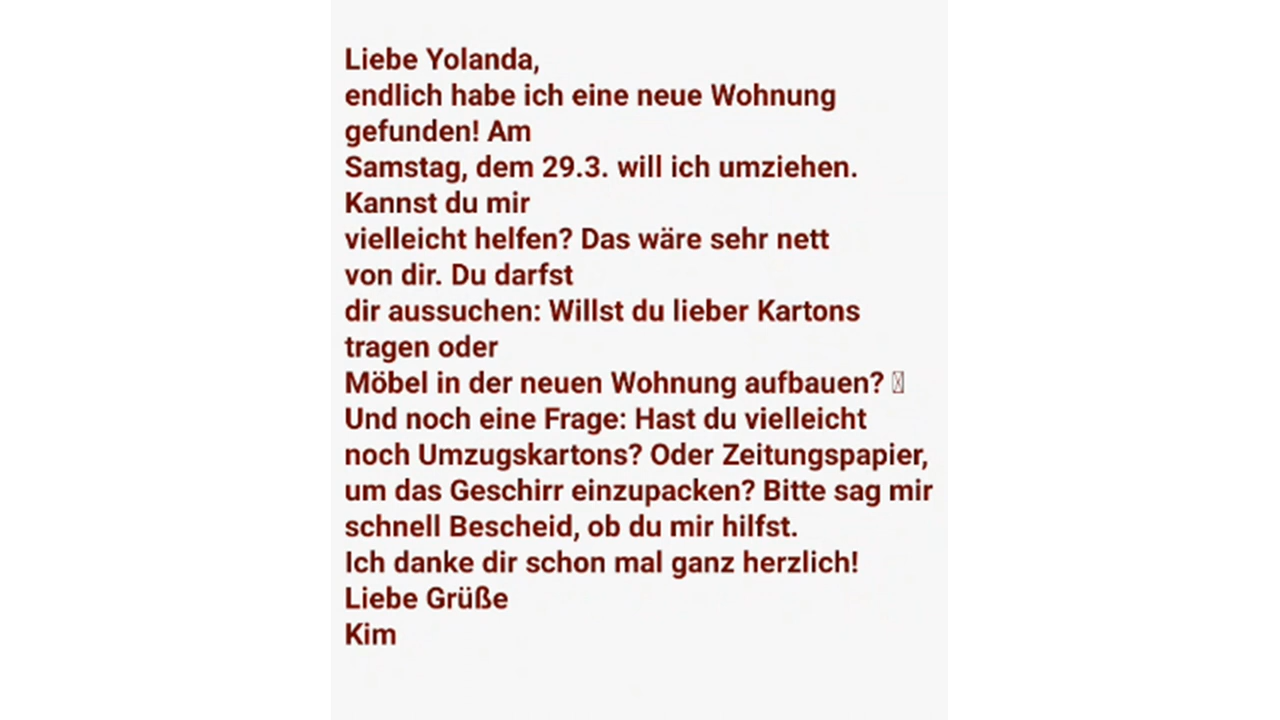 Liebe Yolanda,
endlich habe ich eine neue Wohnung
gefunden! Am
Samstag, dem 29.3. will ich umziehen.
Kannst du mir
vielleicht helfen? Das wäre sehr nett
von dir. Du darfst
dir aussuchen: Willst du lieber Kartons
tragen oder
Möbel in der neuen Wohnung aufbauen?
Und noch eine Frage: Hast du vielleicht
noch Umzugskartons? Oder Zeitungspapier,
um das Geschirr einzupacken? Bitte sag mir
schnell Bescheid, ob du mir hilfst.
Ich danke dir schon mal ganz herzlich!
Liebe Grüße
Kim